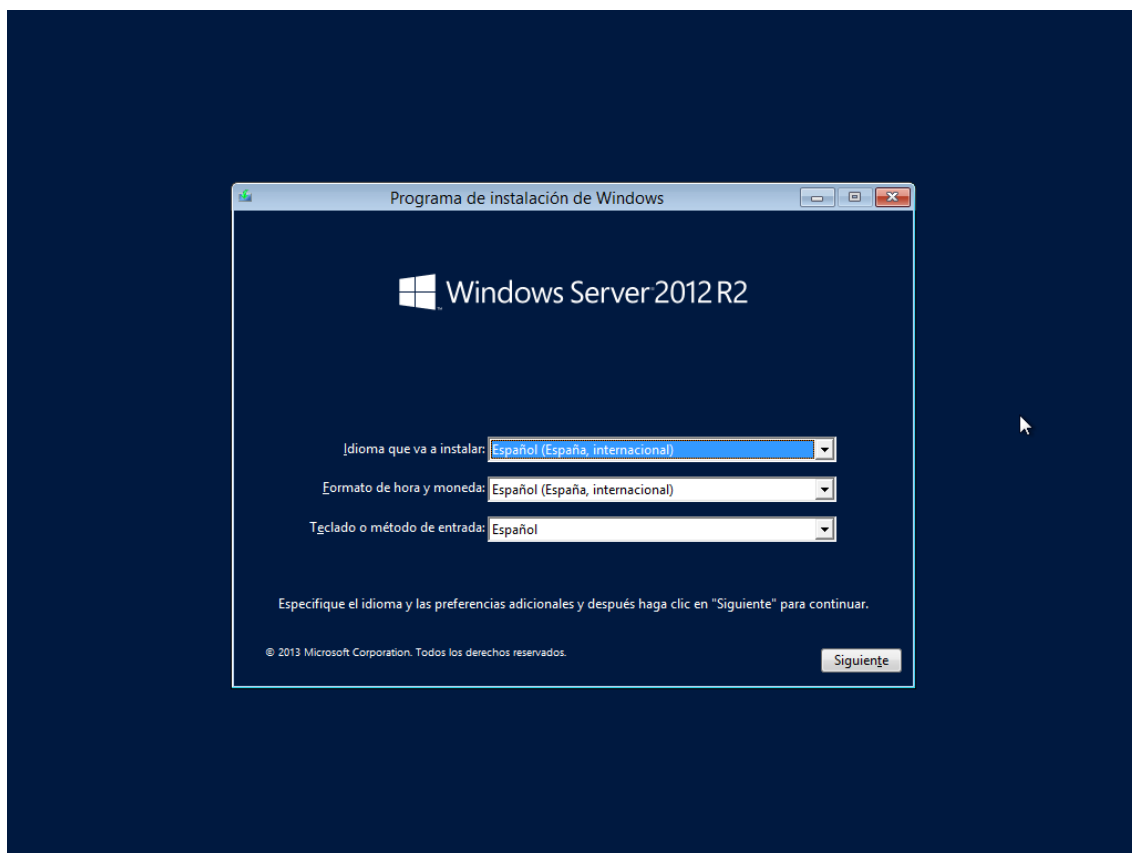 Programa de instalación de Windows
Windows Server 2012 R2
Idioma que va a instalar: Español (España, internacional)
Formato de hora y moneda: Español (España, internacional)
Teclado o método de entrada: Español
Especifique el idioma y las preferencias adicionales y después haga clic en "Siguiente" para continuar.
© 2013 Microsoft Corporation. Todos los derechos reservados.
Siguiente